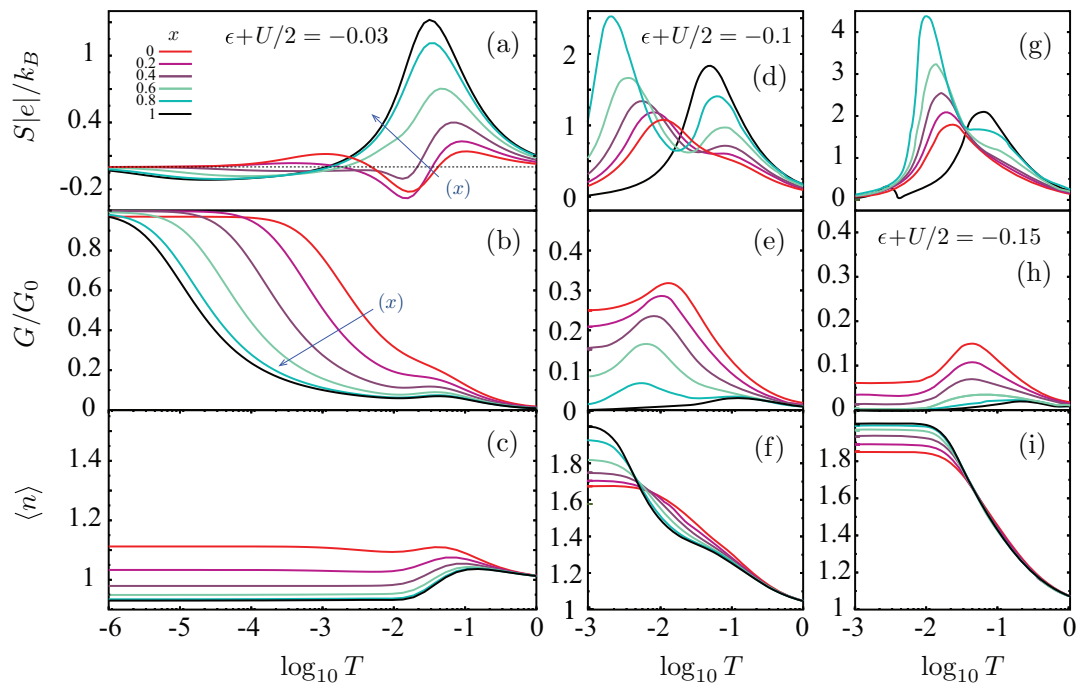 S|e|/k_B
1
0.4
-0.2
x
0
0.2
0.4
0.6
0.8
1
ϵ+U/2 = −0.03
(a)
(x)
2
1
0
ϵ+U/2 = −0.1
(d)
4
3
2
1
0
(g)
G/G_0
0.8
0.6
0.4
0.2
0
(b)
(x)
0.4
0.3
0.2
0.1
0
(e)
0.4
0.3
0.2
0.1
0
ϵ+U/2 = −0.15
(h)
⟨n⟩
1.4
1.2
1
(c)
1.8
1.6
1.4
1.2
1
(f)
1.8
1.6
1.4
1.2
1
(i)
-6 -5 -4 -3 -2 -1 0
-3 -2 -1 0
-3 -2 -1 0
log₁₀ T
log₁₀ T
log₁₀ T